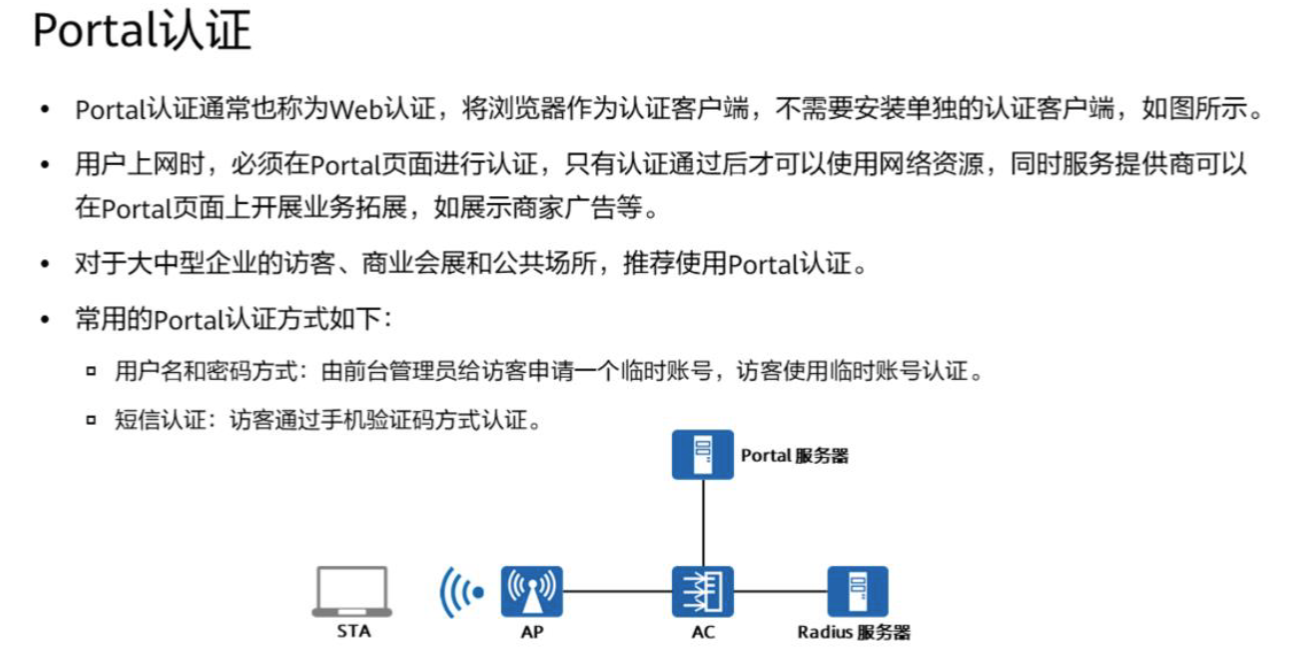 Portal认证
• Portal认证通常也称为Web认证，将浏览器作为认证客户端，不需要安装单独的认证客户端，如图所示。
• 用户上网时，必须在Portal页面进行认证，只有认证通过后才可以使用网络资源，同时服务提供商可以
在Portal页面上开展业务拓展，如展示商家广告等。
• 对于大中型企业的访客、商业会展和公共场所，推荐使用Portal认证。
• 常用的Portal认证方式如下：
▫ 用户名和密码方式：由前台管理员给访客申请一个临时账号，访客使用临时账号认证。
▫ 短信认证：访客通过手机验证码方式认证。
Portal 服务器
STA
AP
AC
Radius 服务器